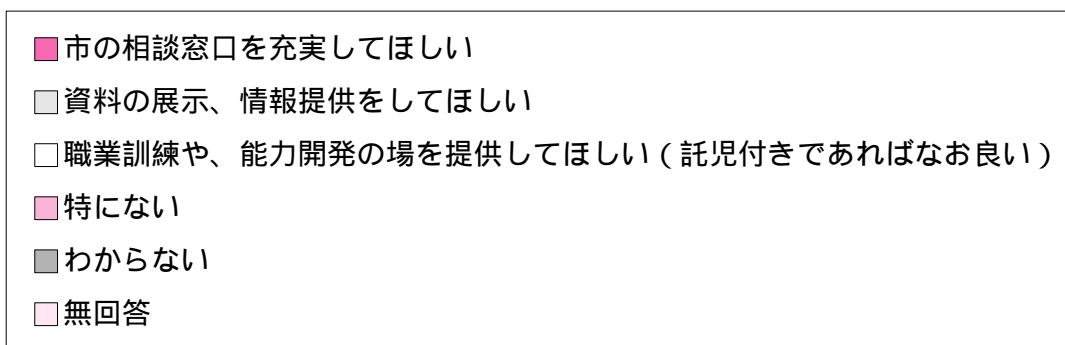 市の相談窓口を充実してほしい
資料の展示、情報提供をしてほしい
職業訓練や、能力開発の場を提供してほしい(託児付きであればなお良い)
特にない
わからない
無回答